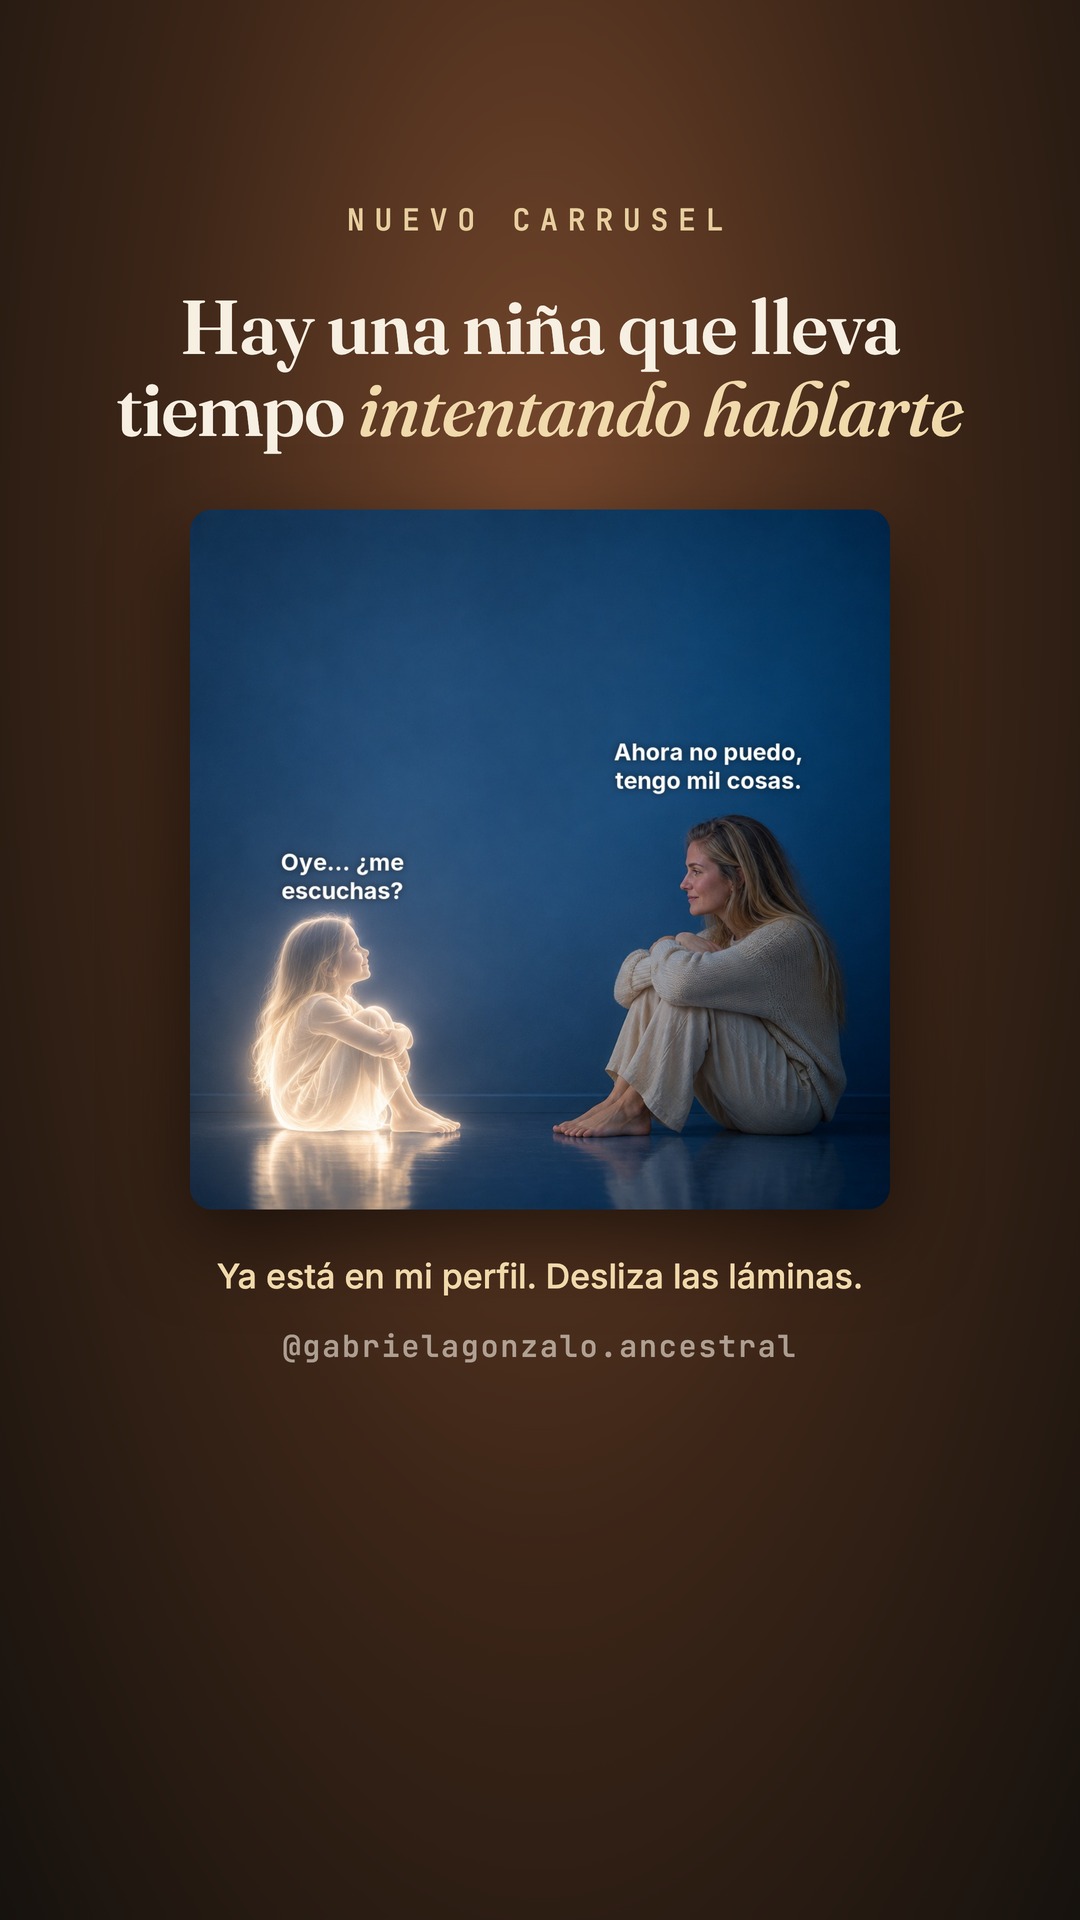 NUEVO CARRUSEL
Hay una niña que lleva
tiempo intentando hablarte
Ahora no puedo,
tengo mil cosas.
Oye... ¿me
escuchas?
Ya está en mi perfil. Desliza las láminas.
@gabrielagonzalo.ancestral